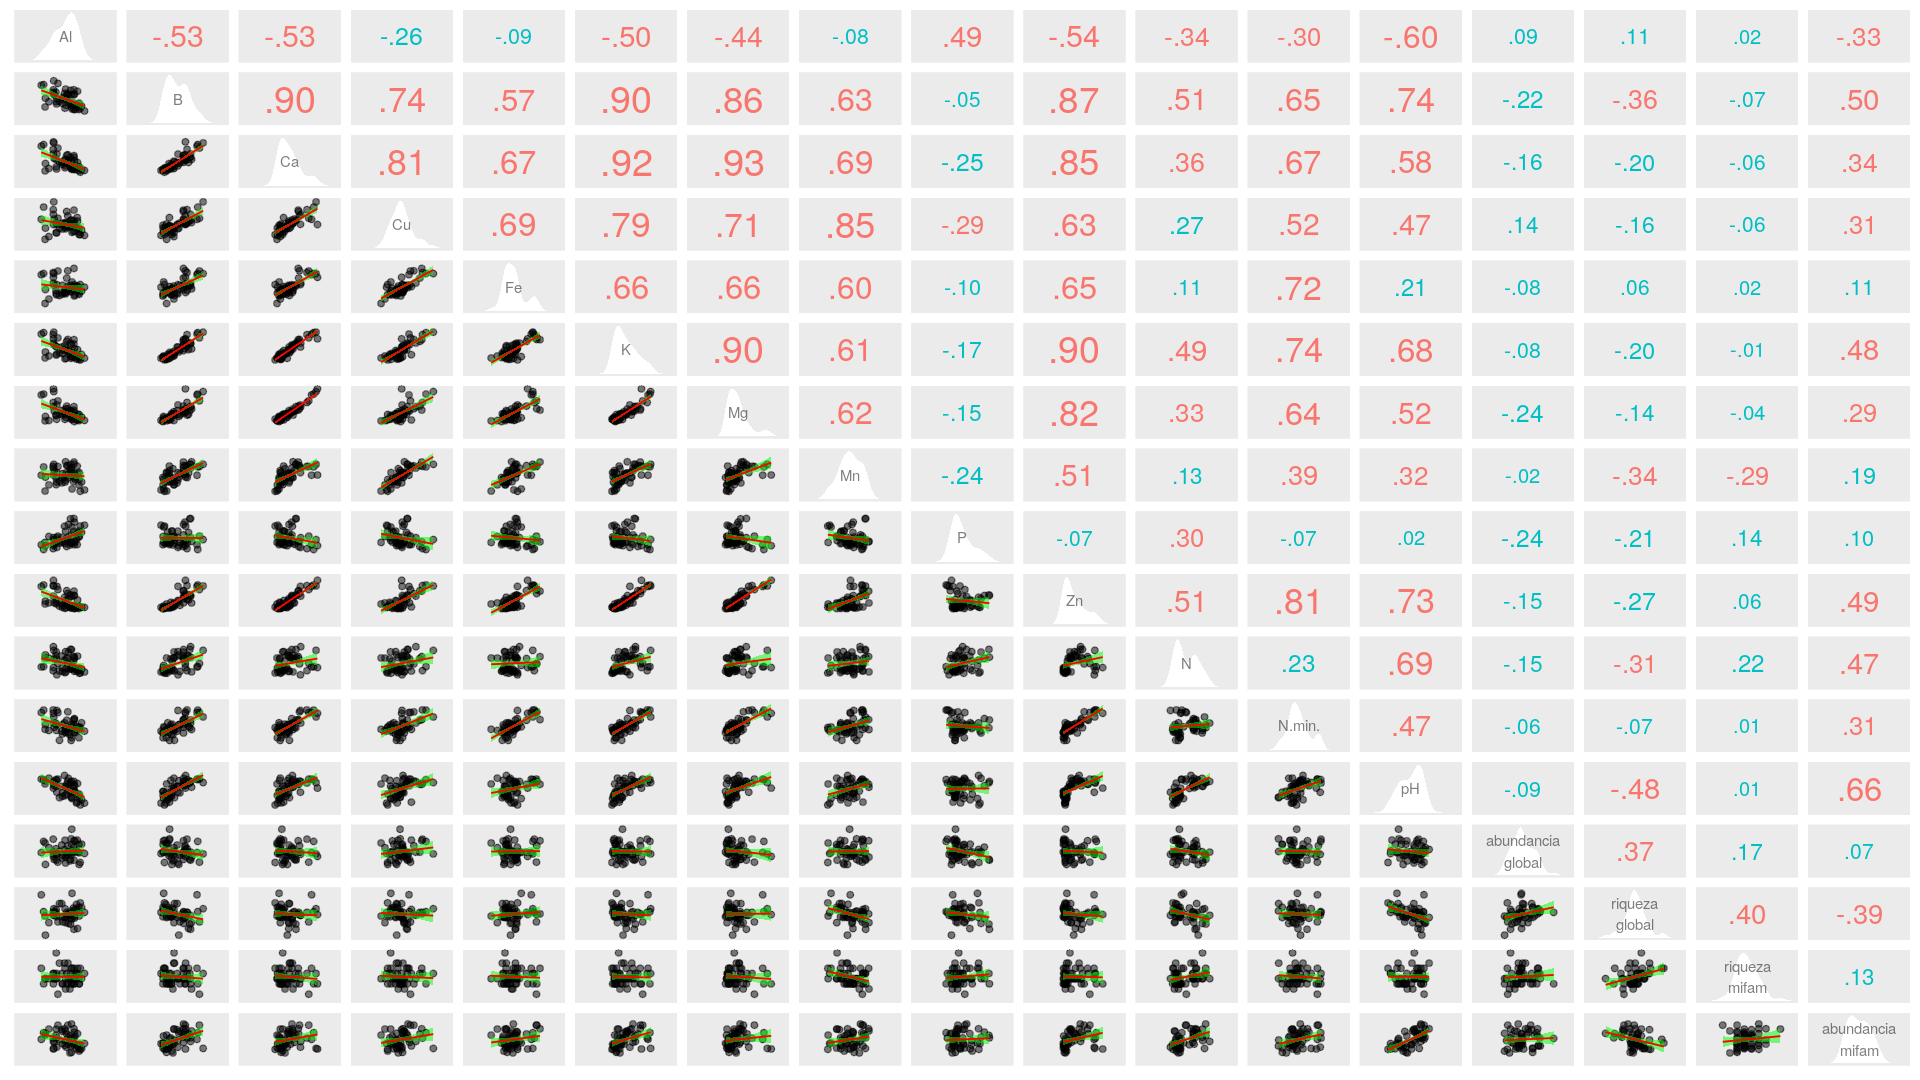 Al -.53 -.53 -.26 -.09 -.50 -.44 -.08 .49 -.54 -.34 -.30 -.60 .09 .11 .02 -.33
B .90 .74 .57 .90 .86 .63 -.05 .87 .51 .65 .74 -.22 -.36 -.07 .50
Ca .81 .67 .92 .93 .69 -.25 .85 .36 .67 .58 -.16 -.20 -.06 .34
Cu .69 .79 .71 .85 -.29 .63 .27 .52 .47 .14 -.16 -.06 .31
Fe .66 .66 .60 -.10 .65 .11 .72 .21 -.08 .06 .02 .11
K .90 .61 -.17 .90 .49 .74 .68 -.08 -.20 -.01 .48
Mg .62 -.15 .82 .33 .64 .52 -.24 -.14 -.04 .29
Mn -.24 .51 .13 .39 .32 -.02 -.34 -.29 .19
P -.07 .30 -.07 .02 -.24 -.21 .14 .10
Zn .51 .81 .73 -.15 -.27 .06 .49
N .23 .69 -.15 -.31 .22 .47
N.min. .47 -.06 -.07 .01 .31
pH -.09 -.48 .01 .66
abundancia
global .37 .17 .07
riqueza
global .40 -.39
riqueza
mifam .13
abundancia
mifam